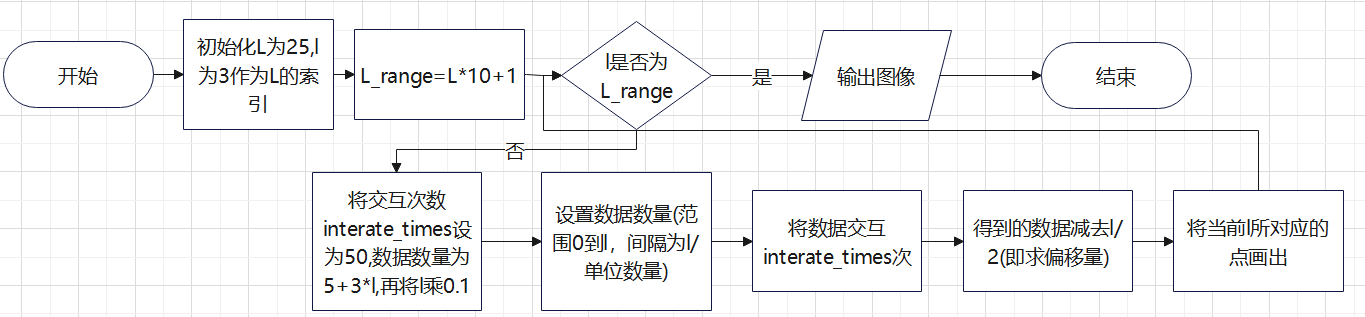 开始
初始化L为25,l
为3作为L的索
引
L_range=L*10+1
l是否为
L_range
是
输出图像
结束
否
将交互次数
interate_times设
为50,数据数量为
5+3*l,再将l乘0.1
设置数据数量(范
围0到l，间隔为l/
单位数量)
将数据交互
interate_times次
得到的数据减去l/
2(即求偏移量)
将当前l所对应的
点画出